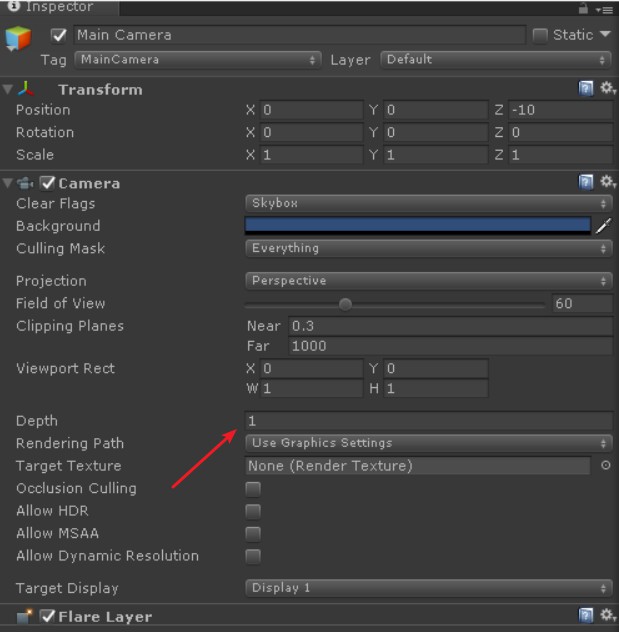 Inspector
Main Camera Static
Tag MainCamera Layer Default
Transform
Position X 0 Y 0 Z -10
Rotation X 0 Y 0 Z 0
Scale X 1 Y 1 Z 1
Camera
Clear Flags Skybox
Background
Culling Mask Everything
Projection Perspective
Field of View 60
Clipping Planes Near 0.3
Far 1000
Viewport Rect X 0 Y 0
W 1 H 1
Depth 1
Rendering Path Use Graphics Settings
Target Texture None (Render Texture)
Occlusion Culling
Allow HDR
Allow MSAA
Allow Dynamic Resolution
Target Display Display 1
Flare Layer